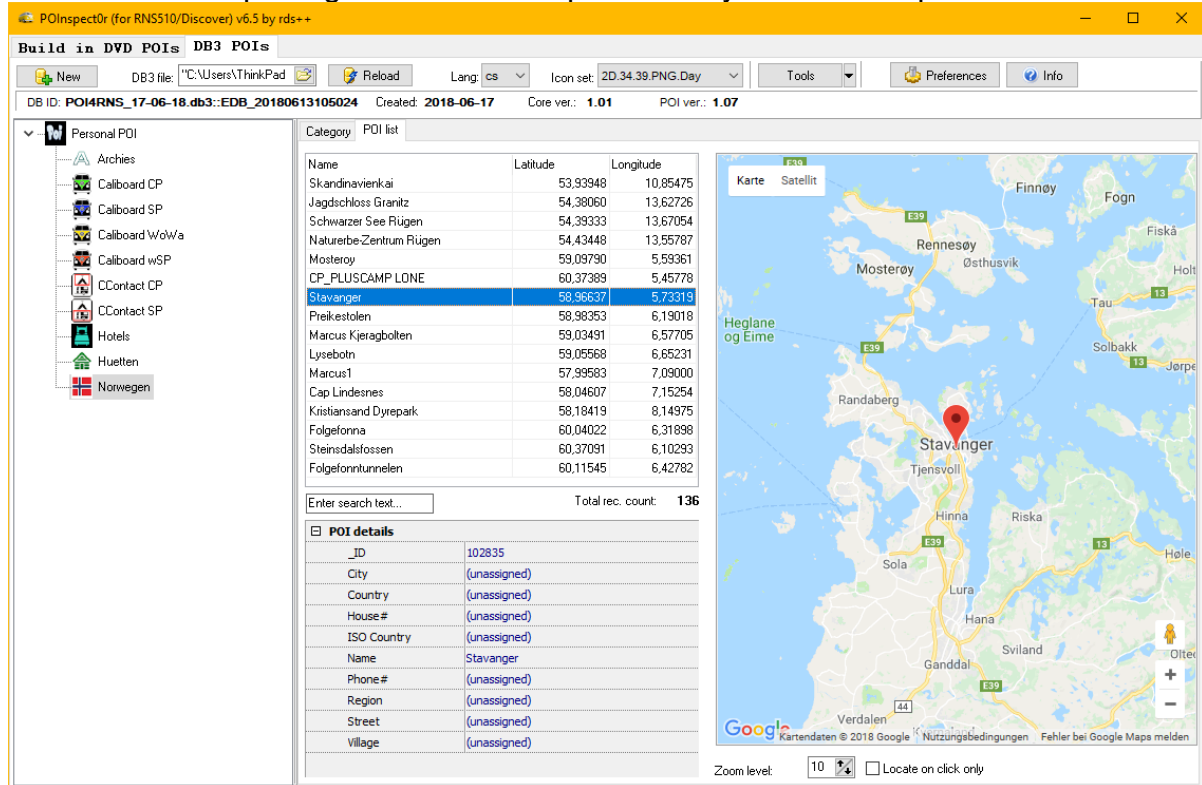 POInspect0r (for RNS510/Discover) v6.5 by rds++
Build in DVD POIs DB3 POIs
New DB3 file: "C:\Users\ThinkPad Reload Lang: cs Icon set: 2D.34.39.PNG.Day Tools Preferences Info
DB ID: POI4RNS_17-06-18.db3::EDB_20180613105024 Created: 2018-06-17 Core ver.: 1.01 POI ver.: 1.07
Personal POI
Archies
Caliboard CP
Caliboard SP
Caliboard WoWa
Caliboard wSP
CContact CP
CContact SP
Hotels
Huetten
Norwegen
Category POI list
Name Latitude Longitude
Skandinavienkai 53,93948 10,85475
Jagdschloss Granitz 54,38060 13,62726
Schwarzer See Rügen 54,39333 13,67054
Naturerbe-Zentrum Rügen 54,43448 13,55787
Mosteroy 59,09790 5,59361
CP_PLUSCAMP LONE 60,37389 5,45778
Stavanger 58,96637 5,73319
Preikestolen 58,98353 6,19018
Marcus Kjeragbolten 59,03491 6,57705
Lysebotn 59,05568 6,65231
Marcus1 57,99583 7,09000
Cap Lindesnes 58,04607 7,15254
Kristiansand Dyrepark 58,18419 8,14975
Folgefonna 60,04022 6,31898
Steinsdalsfossen 60,37091 6,10293
Folgefonntunnelen 60,11545 6,42782
Enter search text... Total rec. count: 136
POI details
_ID 102835
City (unassigned)
Country (unassigned)
House# (unassigned)
ISO Country (unassigned)
Name Stavanger
Phone# (unassigned)
Region (unassigned)
Street (unassigned)
Village (unassigned)
E39
Karte Satellit
Finnøy
Fogn
E39
Fiskå
Rennesøy
Østhusvik
Mosterøy
Holt
13
Tau
Heglane
og Eime
E39
Solbakk
13
Jørpe
Randaberg
Stavanger
Tjensvoll
Hinna
Riska
E39
13
Høle
Sola
Lura
Hana
Sviland
Olted
Ganddal
E39
44
Verdalen
Google
Kartendaten © 2018 Google Nutzungsbedingungen Fehler bei Google Maps melden
Zoom level: 10 Locate on click only